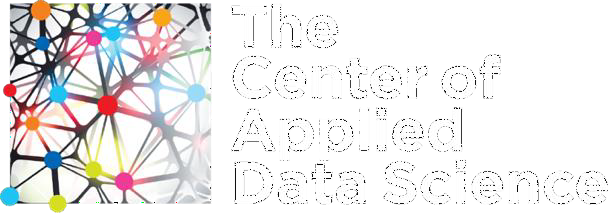 The
Center of
Applied
Data Science